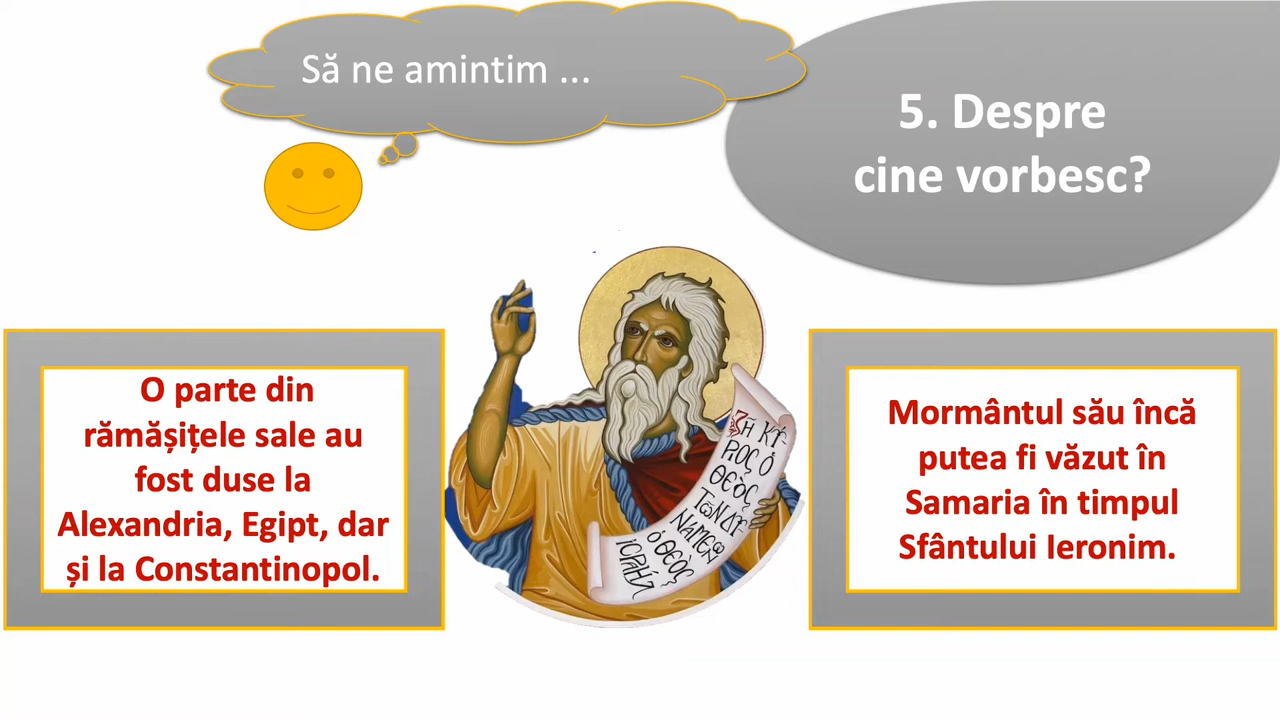 Să ne amintim ...
5. Despre
cine vorbesc?
O parte din
rămășițele sale au
fost duse la
Alexandria, Egipt, dar
și la Constantinopol.
Mormântul său încă
putea fi văzut în
Samaria în timpul
Sfântului Ieronim.
ὁ ΘΕΟΣ